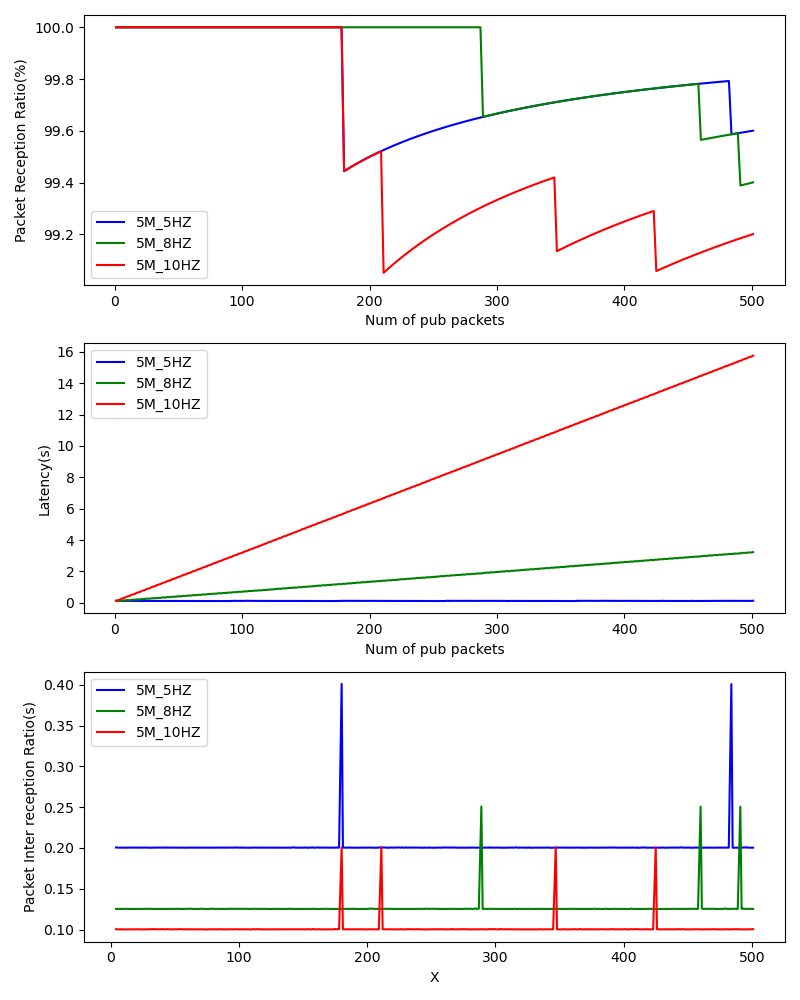 Packet Reception Ratio(%)
100.0
99.8
99.6
99.4
99.2
5M_5HZ
5M_8HZ
5M_10HZ
0 100 200 300 400 500
Num of pub packets
Latency(s)
16
14
12
10
8
6
4
2
0
5M_5HZ
5M_8HZ
5M_10HZ
0 100 200 300 400 500
Num of pub packets
Packet Inter reception Ratio(s)
0.40
0.35
0.30
0.25
0.20
0.15
0.10
5M_5HZ
5M_8HZ
5M_10HZ
0 100 200 300 400 500
X